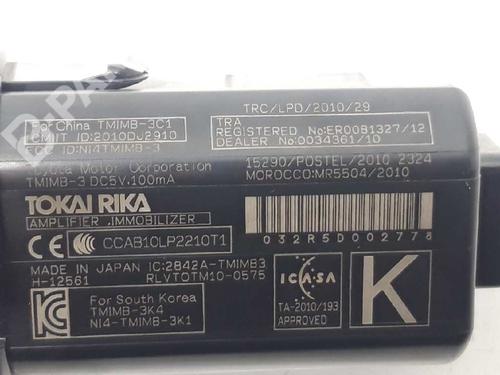 For China TMIMB-3C1
CMIIT ID:2010DJ2910
CCC ID:NI4TMIMB-3
Toyota Motor Corporation
TMIMB-3 DC5V,100mA
TOKAI RIKA
AMPLIFIER ,IMMOBILIZER
CE CCC CCAB10LP2210T1
MADE IN JAPAN IC:2842A-TMIMB3
H-12561 RLVTOTM10-0575
For South Korea
TMIMB-3K4
NI4-TMIMB-3K1
TRC/LPD/2010/29
TRA
REGISTERED No:ER0081327/12
DEALER No:0034361/10
15290/POSTEL/2010 2324
MOROCCO:MR5504/2010
032R5D002778
ICASA
TA-2010/193
APPROVED
K